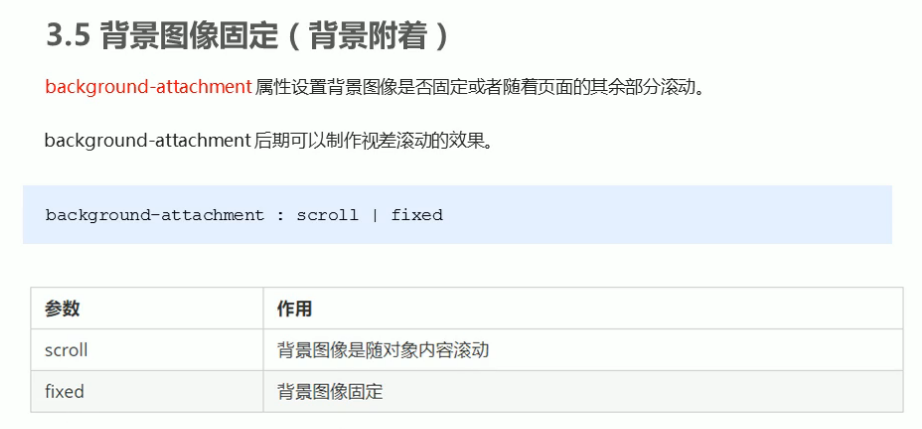 3.5 背景图像固定（背景附着）
background-attachment 属性设置背景图像是否固定或者随着页面的其余部分滚动。
background-attachment 后期可以制作视差滚动的效果。
background-attachment : scroll | fixed
参数 作用
scroll 背景图像是随对象内容滚动
fixed 背景图像固定